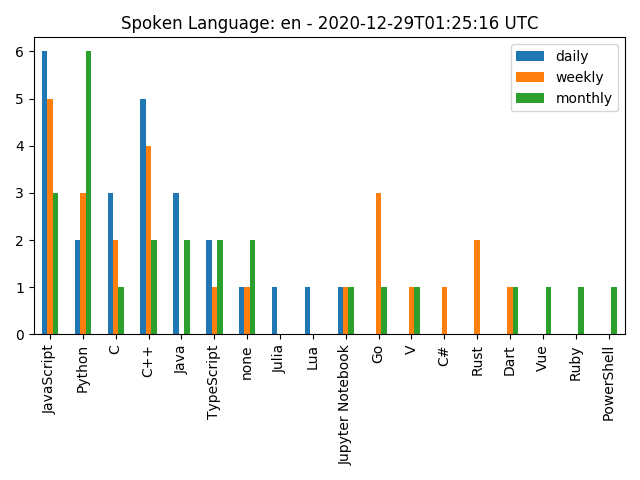 Spoken Language: en - 2020-12-29T01:25:16 UTC
daily
weekly
monthly
6
5
4
3
2
1
0
JavaScript
Python
C
C++
Java
TypeScript
none
Julia
Lua
Jupyter Notebook
Go
V
C#
Rust
Dart
Vue
Ruby
PowerShell